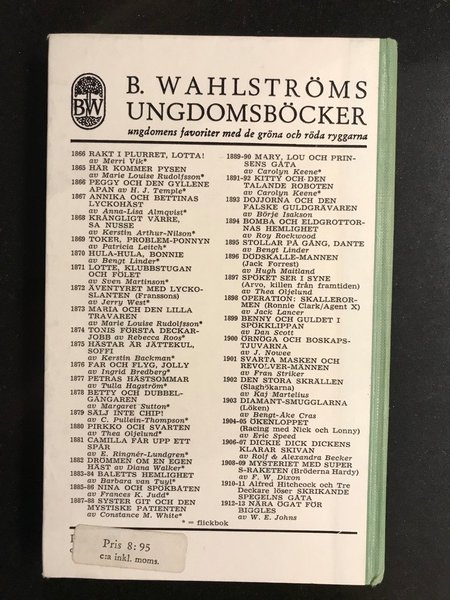 BW
B. WAHLSTRÖMS
UNGDOMSBÖCKER
ungdomens favoriter med de gröna och röda ryggarna
1866 RAKT I PLURRET, LOTTA!
av Merri Vik*
1865 HÄR KOMMER PYSEN
av Marie Louise Rudolfsson*
1866 PEGGY OCH DEN GYLLENE
APAN av H. J. Temple*
1867 ANNIKA OCH BETTINAS
LYCKOHÄST
av Anna-Lisa Almqvist*
1868 KRÅNGLIGT VÄRRE,
SA NUSSE
av Kerstin Arthur-Nilson*
1869 TOKER, PROBLEM-PONNYN
av Patricia Leitch*
1870 HULA-HULA, BONNIE
av Bengt Linder*
1871 LOTTE, KLUBBSTUGAN
OCH FÖLET
av Sven Martinson*
1872 ÄVENTYRET MED LYCKO-
SLANTEN (Franssons)
av Jerry West*
1873 MARIA OCH DEN LILLA
TRAVAREN
av Marie Louise Rudolfsson*
1874 TONIS FÖRSTA DECKAR-
JOBB av Rebecca Roos*
1875 HÄSTAR ÄR JÄTTEKUL,
SOFFI
av Kerstin Backman*
1876 FAR OCH FLYG, JOLLY
av Ingrid Bredberg*
1877 PETRAS HÄSTSOMMAR
av Tulla Hagström*
1878 BETTY OCH DUBBEL-
GÅNGAREN
av Margaret Sutton*
1879 SÄLJ INTE CHIP!
av C. Pullein-Thompson*
1880 PIRKKO OCH SVARTEN
av Thea Oljelund*
1881 CAMILLA FÅR UPP ETT
SPÅR
av E. Ringnér-Lundgren*
1882 DRÖMMEN OM EN EGEN
HÄST av Diana Walker*
1883-84 BALETTS HEMLIGHET
av Barbara van Tuyl*
1885-86 NINA OCH SPÖKBÅTEN
av Frances K. Judd*
1887-88 SYSTER GIT OCH DEN
MYSTISKE PATIENTEN
av Constance M. White*
1889-90 MARY, LOU OCH PRIN-
SENS GÅTA
av Carolyn Keene*
1891-92 KITTY OCH DEN
TALANDE ROBOTEN
av Carolyn Keene*
1893 DOJJORNA OCH DEN
FALSKE GULDGRÄVAREN
av Börje Isakson
1894 BOMBA OCH ELDGROTTOR-
NAS HEMLIGHET
av Roy Rockwood
1895 STOLLAR PÅ GÅNG, DANTE
av Bengt Linder
1896 DÖDSKALLE-MANNEN
(Jack Forrest)
av Hugh Maitland
1897 SPÖKET SER I SYNE
(Arvo, killen från framtiden)
av Thea Oljelund
1898 OPERATION: SKALLEROR-
MEN (Ronnie Clark/Agent X)
av Jack Lancer
1899 BENNY OCH GULDET I
SPÖKKLIPPAN
av Dan Scott
1900 ÖRNÖGA OCH BOSKAPS-
TJUVARNA
av J. Nowee
1901 SVARTA MASKEN OCH
REVOLVER-MÄNNEN
av Fran Striker
1902 DEN STORA SKRÄLLEN
(Slaghökarna)
av Kaj Martelius
1903 DIAMANT-SMUGGLARNA
(Löken)
av Bengt-Åke Cras
1904-05 ÖKENLOPPET
(Racing med Nick och Lonny)
av Eric Speed
1906-07 DICKIE DICK DICKENS
KLARAR SKIVAN
av Rolf & Alexandra Becker
1908-09 MYSTERIET MED SUPER
S-RAKETEN (Bröderna Hardy)
av F. W. Dixon
1910-11 Alfred Hitchcock och Tre
Deckare löser SKRIKANDE
SPEGELNS GÅTA
1912-13 NÄRA ÖGAT FÖR
BIGGLES
av W. E. Johns
* = flickbok
Pris 8:95
c:a inkl. moms.